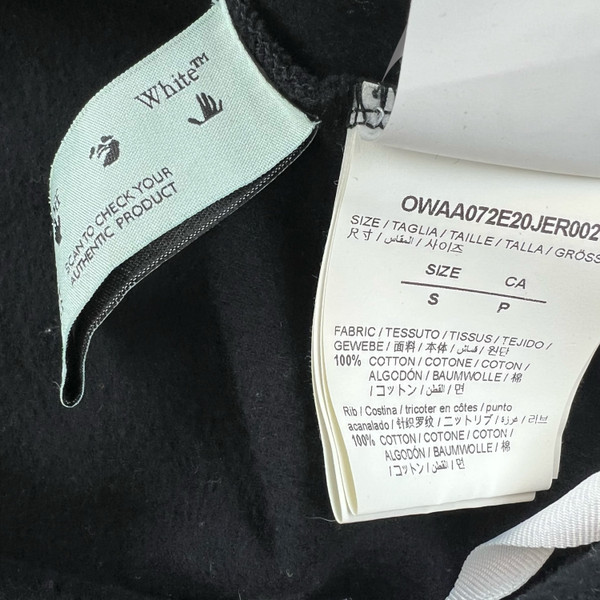 White™
SCAN TO CHECK YOUR
AUTHENTIC PRODUCT
OWAA072E20JER002
SIZE / TAGLIA / TAILLE / TALLA / GRÖSS
尺寸 / المقاس / 사이즈
SIZE CA
S P
FABRIC / TESSUTO / TISSUS / TEJIDO /
GEWEBE / 面料 / 本体 / قماش / 원단
100% COTTON / COTONE / COTON /
ALGODÓN / BAUMWOLLE / 棉
/ コットン / القطن / 면
Rib / Costina / tricoter en côtes / punto
acanalado / 针织罗纹 / ニットリブ / غرزة / 리브
100% COTTON / COTONE / COTON /
ALGODÓN / BAUMWOLLE / 棉
/ コットン / القطن / 면